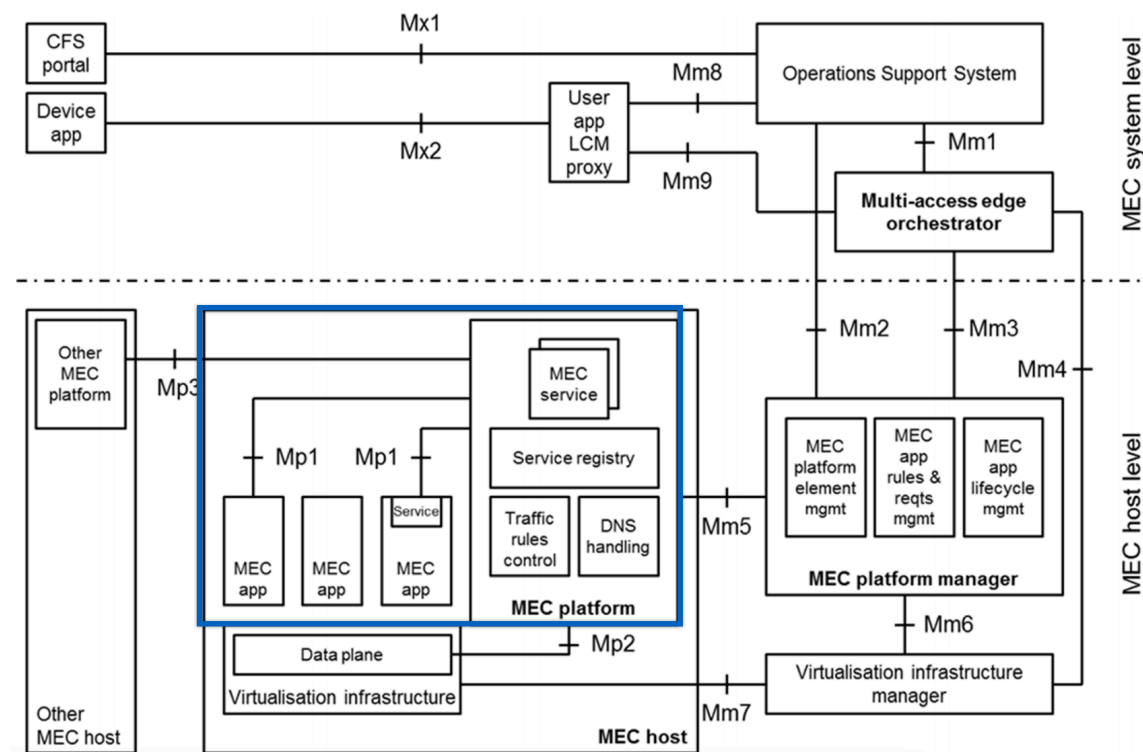 Mx1
CFS
portal
Operations Support System
Mm8
Device
app
User
app
LCM
proxy
Mx2
Mm9
Mm1
Multi-access edge
orchestrator
MEC system level
Other
MEC
platform
Mp3
MEC
service
Mm2
Mm3
Mm4
Mp1
Mp1
Service registry
MEC
platform
element
mgmt
MEC
app
rules &
reqts
mgmt
MEC
app
lifecycle
mgmt
Mm5
Service
MEC
app
MEC
app
MEC
app
Traffic
rules
control
DNS
handling
MEC platform
MEC platform manager
MEC host level
Mm6
Mp2
Data plane
Virtualisation infrastructure
Mm7
Virtualisation infrastructure
manager
Other
MEC host
MEC host